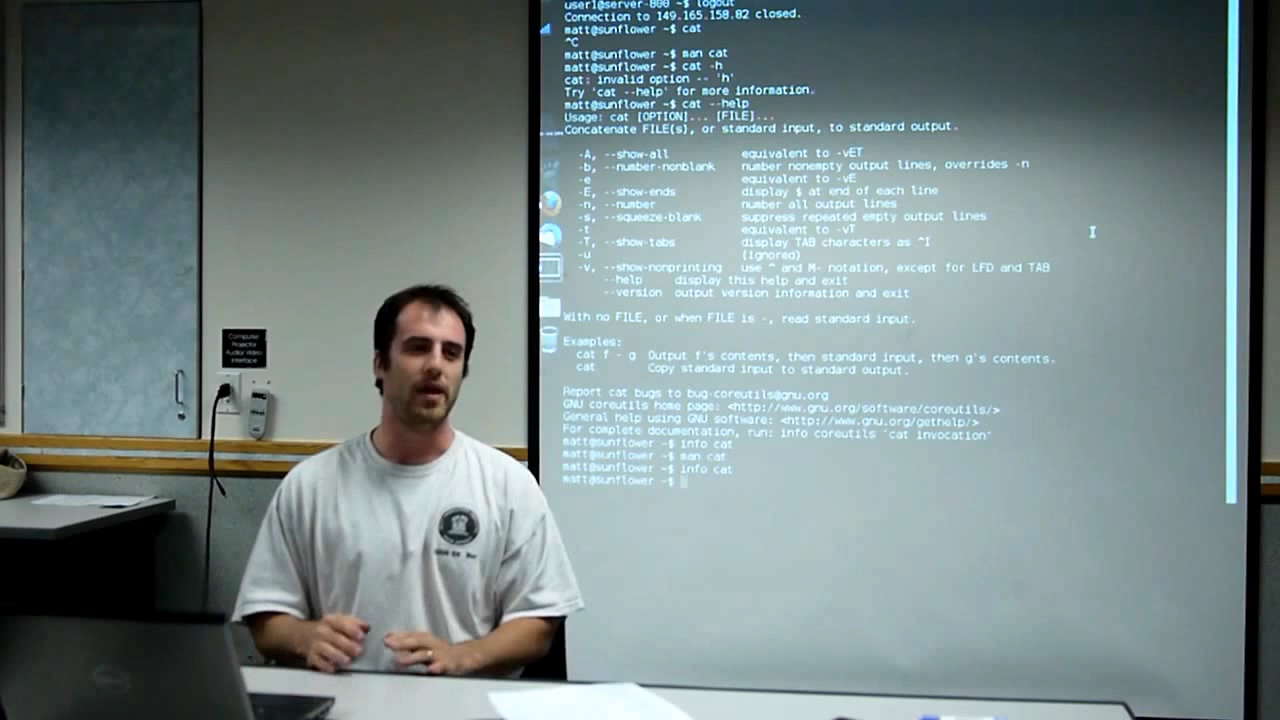 user1@server-800 ~$ logout
Connection to 149.165.158.82 closed.
matt@sunflower ~$ cat
^C
matt@sunflower ~$ man cat
matt@sunflower ~$ cat -h
cat: invalid option -- 'h'
Try 'cat --help' for more information.
matt@sunflower ~$ cat --help
Usage: cat [OPTION]... [FILE]...
Concatenate FILE(s), or standard input, to standard output.
-A, --show-all equivalent to -vET
-b, --number-nonblank number nonempty output lines, overrides -n
-e equivalent to -vE
-E, --show-ends display $ at end of each line
-n, --number number all output lines
-s, --squeeze-blank suppress repeated empty output lines
-t equivalent to -vT
-T, --show-tabs display TAB characters as ^I
-u (ignored)
-v, --show-nonprinting use ^ and M- notation, except for LFD and TAB
--help display this help and exit
--version output version information and exit
With no FILE, or when FILE is -, read standard input.
Examples:
cat f - g Output f's contents, then standard input, then g's contents.
cat Copy standard input to standard output.
Report cat bugs to bug-coreutils@gnu.org
GNU coreutils home page: <http://www.gnu.org/software/coreutils/>
General help using GNU software: <http://www.gnu.org/gethelp/>
For complete documentation, run: info coreutils 'cat invocation'
matt@sunflower ~$ info cat
matt@sunflower ~$ man cat
matt@sunflower ~$ info cat
matt@sunflower ~$
Computer
Projector
Audio/Video
Interface
DELL